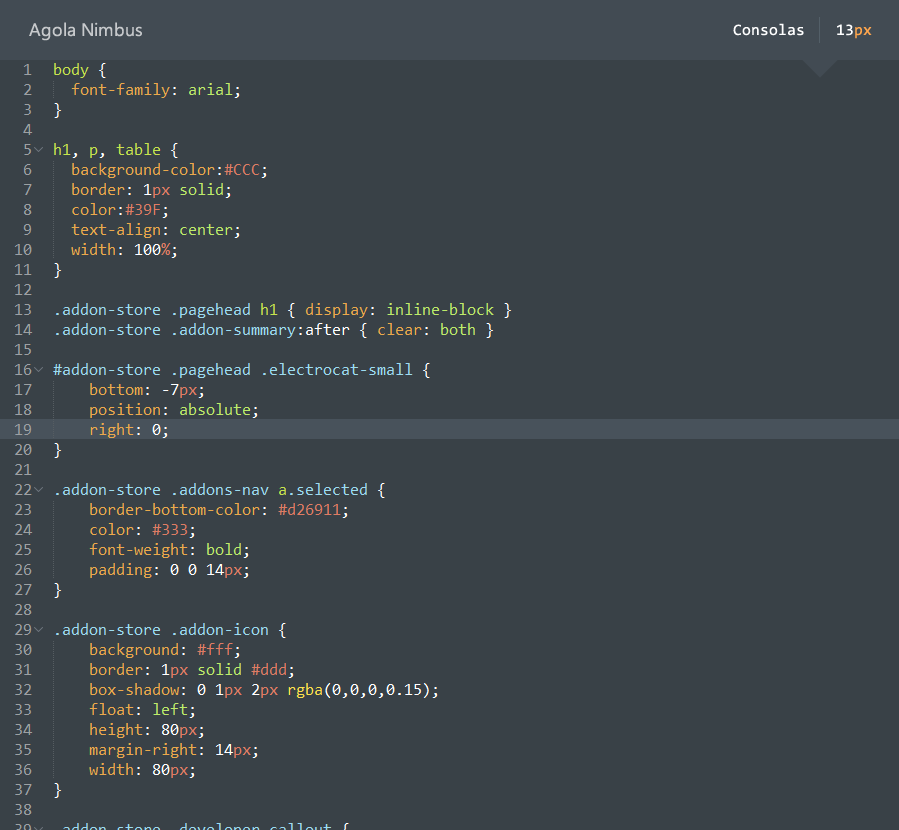 Agola Nimbus
Consolas 13px
1 body {
2   font-family: arial;
3 }
4
5 h1, p, table {
6   background-color:#CCC;
7   border: 1px solid;
8   color:#39F;
9   text-align: center;
10   width: 100%;
11 }
12
13 .addon-store .pagehead h1 { display: inline-block }
14 .addon-store .addon-summary:after { clear: both }
15
16 #addon-store .pagehead .electrocat-small {
17     bottom: -7px;
18     position: absolute;
19     right: 0;
20 }
21
22 .addon-store .addons-nav a.selected {
23     border-bottom-color: #d26911;
24     color: #333;
25     font-weight: bold;
26     padding: 0 0 14px;
27 }
28
29 .addon-store .addon-icon {
30     background: #fff;
31     border: 1px solid #ddd;
32     box-shadow: 0 1px 2px rgba(0,0,0,0.15);
33     float: left;
34     height: 80px;
35     margin-right: 14px;
36     width: 80px;
37 }
38
39 .addon-store .developer-callout {